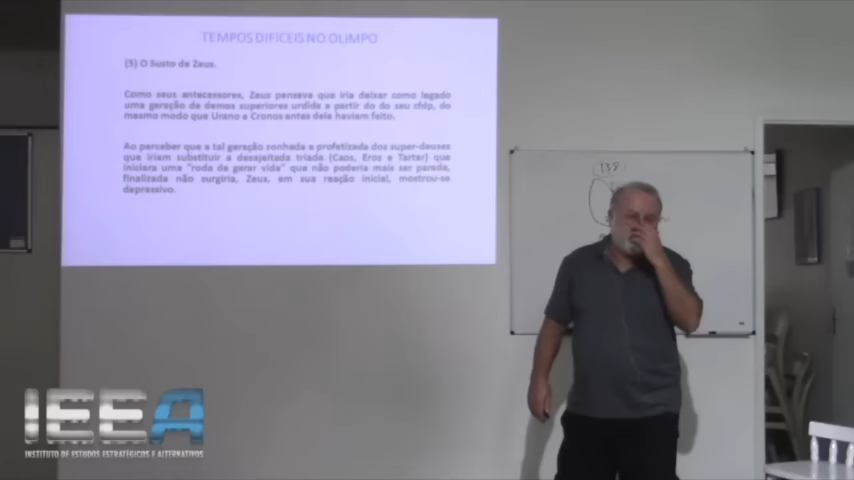 TEMPOS DIFÍCEIS NO OLIMPO
(5) O Susto de Zeus.
Como seus antecessores, Zeus pensava que iria deixar como legado
uma geração de demos superiores urdida a partir do do seu chip, do
mesmo modo que Urano e Cronos antes dele haviam feito.
Ao perceber que a tal geração sonhada e profetizada dos super-deuses
que iriam substituir a desajeitada tríade (Caos, Eros e Tartar) que
iniciara uma "roda de gerar vida" que não poderia mais ser parada,
finalizada não surgiria, Zeus, em sua reação inicial, mostrou-se
depressivo.
138
IEEA
INSTITUTO DE ESTUDOS ESTRATÉGICOS E ALTERNATIVOS